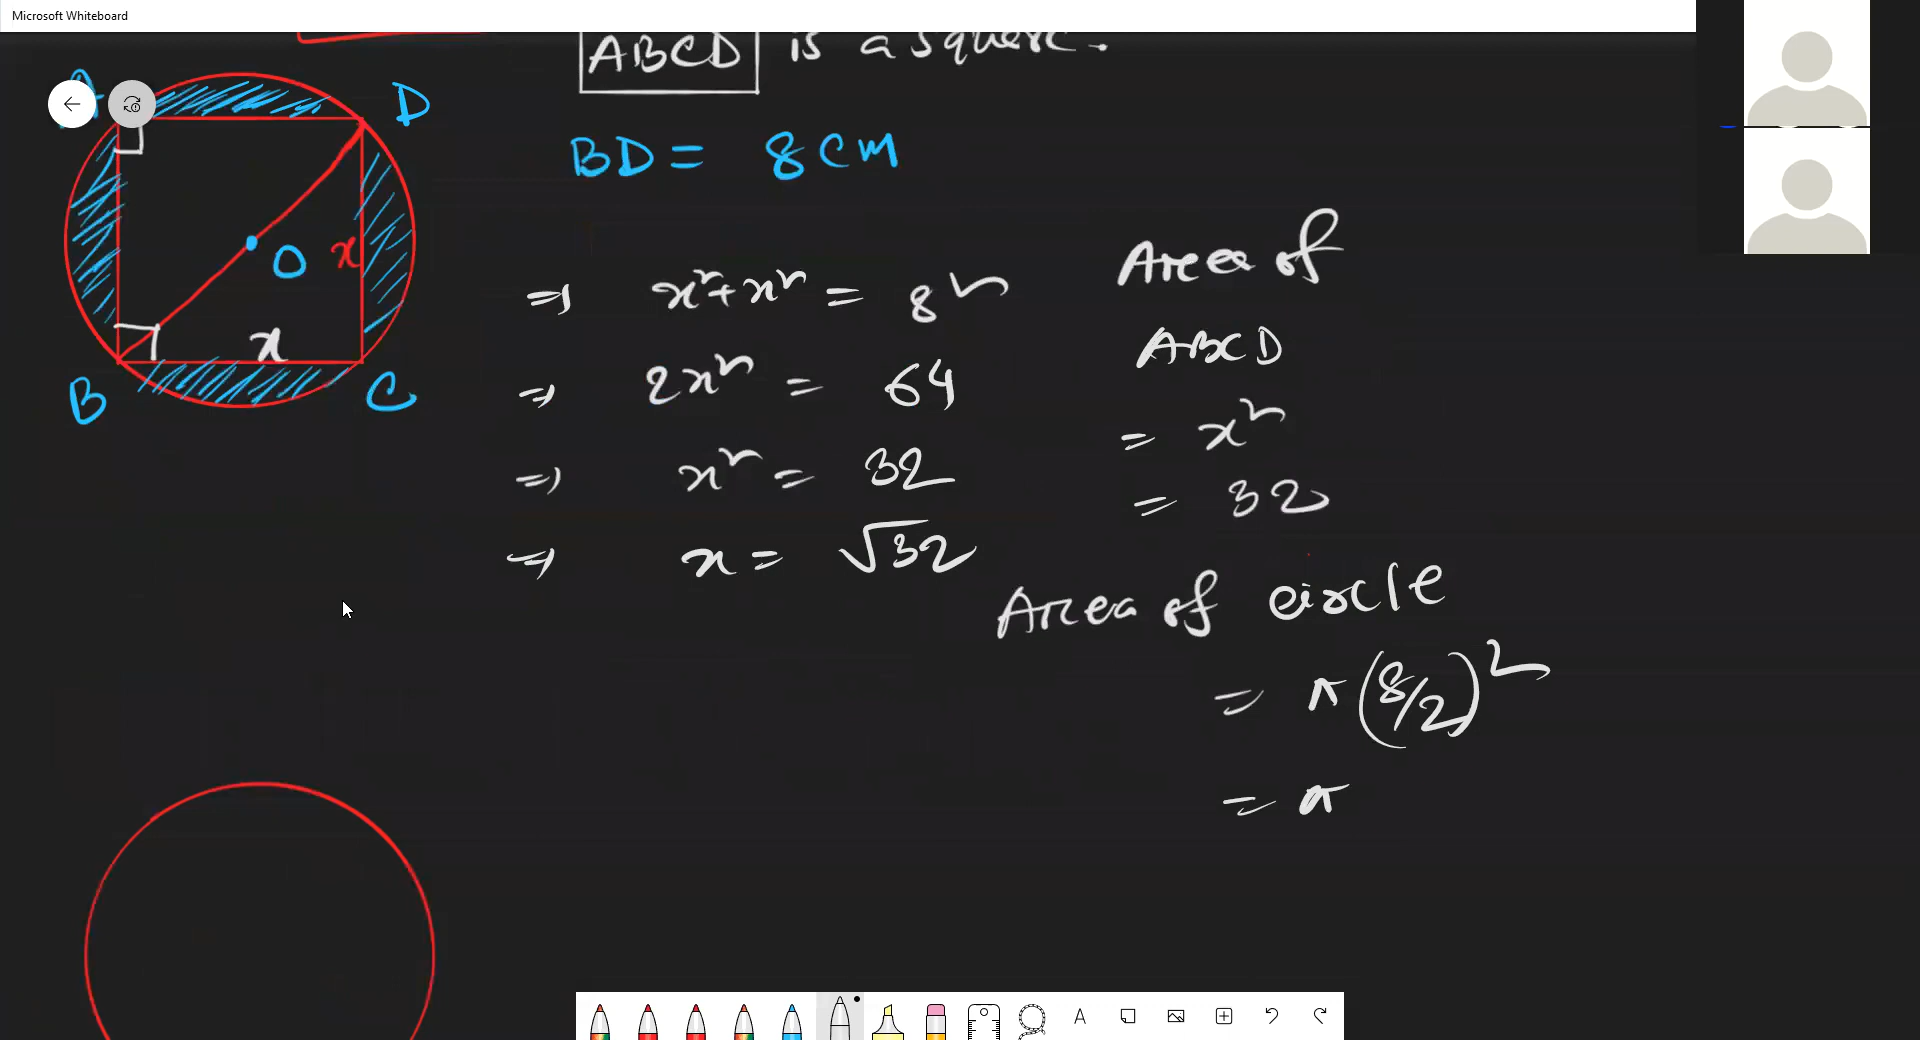 Microsoft Whiteboard
ABCD is a square.
A D
BD = 8 cm
O x
x
B C
⇒ x²+x² = 8²
⇒ 2x² = 64
⇒ x² = 32
⇒ x = √32
Area of
ABCD
= x²
= 32
Area of circle
= π(8/2)²
= π
A